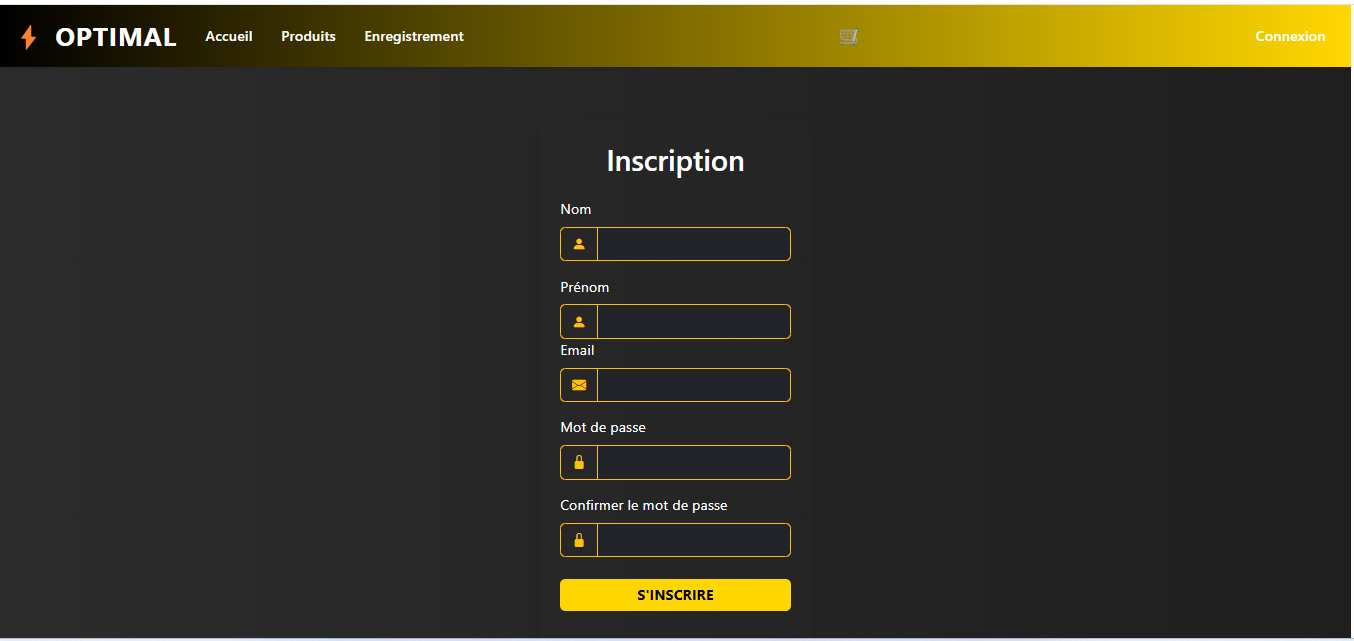 OPTIMAL Accueil Produits Enregistrement Connexion
Inscription
Nom
Prénom
Email
Mot de passe
Confirmer le mot de passe
S'INSCRIRE